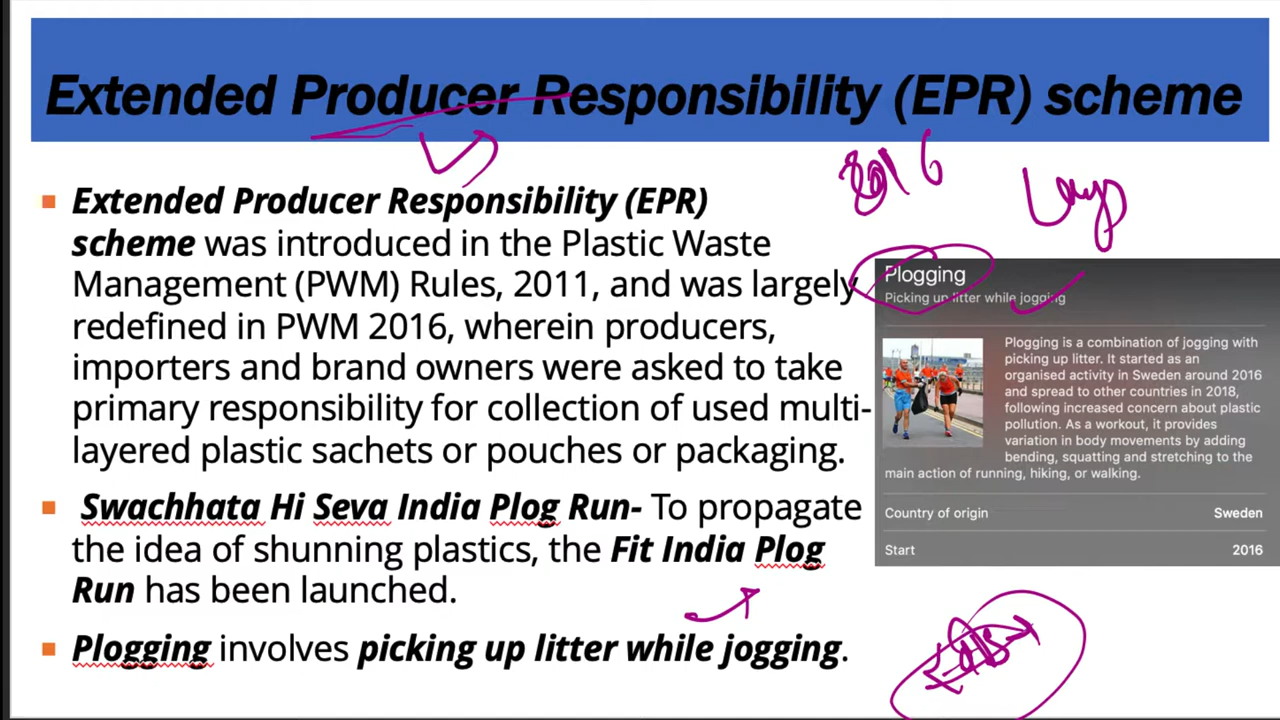 Extended Producer Responsibility (EPR) scheme
2016
Extended Producer Responsibility (EPR)
scheme was introduced in the Plastic Waste
Management (PWM) Rules, 2011, and was largely
redefined in PWM 2016, wherein producers,
importers and brand owners were asked to take
primary responsibility for collection of used multi-
layered plastic sachets or pouches or packaging.
Swachhata Hi Seva India Plog Run- To propagate
the idea of shunning plastics, the Fit India Plog
Run has been launched.
Plogging involves picking up litter while jogging.
Plogging
Picking up litter while jogging
Plogging is a combination of jogging with
picking up litter. It started as an
organised activity in Sweden around 2016
and spread to other countries in 2018,
following increased concern about plastic
pollution. As a workout, it provides
variation in body movements by adding
bending, squatting and stretching to the
main action of running, hiking, or walking.
Country of origin Sweden
Start 2016